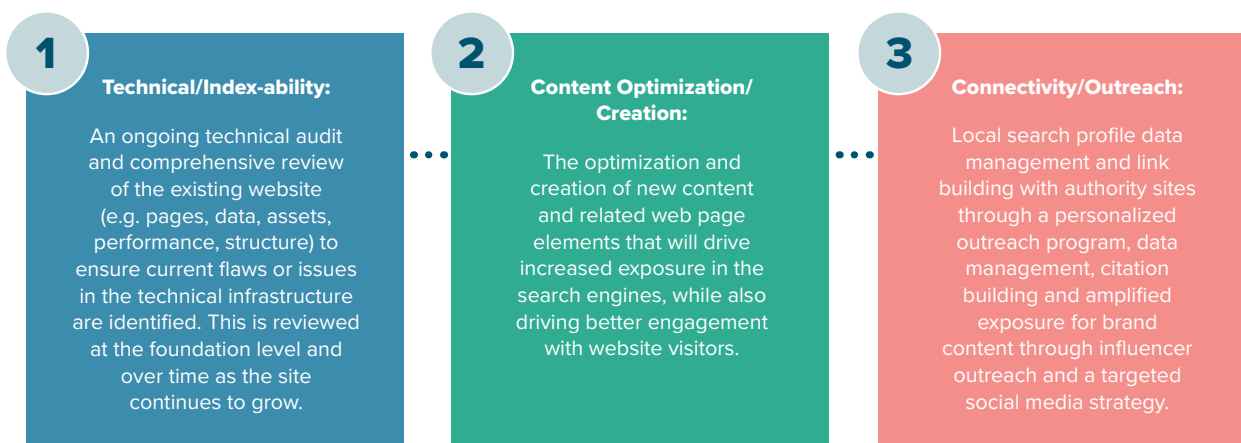 1
Technical/Index-ability:
An ongoing technical audit
and comprehensive review
of the existing website
(e.g. pages, data, assets,
performance, structure) to
ensure current flaws or issues
in the technical infrastructure
are identified. This is reviewed
at the foundation level and
over time as the site
continues to grow.
2
Content Optimization/
Creation:
The optimization and
creation of new content
and related web page
elements that will drive
increased exposure in the
search engines, while also
driving better engagement
with website visitors.
3
Connectivity/Outreach:
Local search profile data
management and link
building with authority sites
through a personalized
outreach program, data
management, citation
building and amplified
exposure for brand
content through influencer
outreach and a targeted
social media strategy.